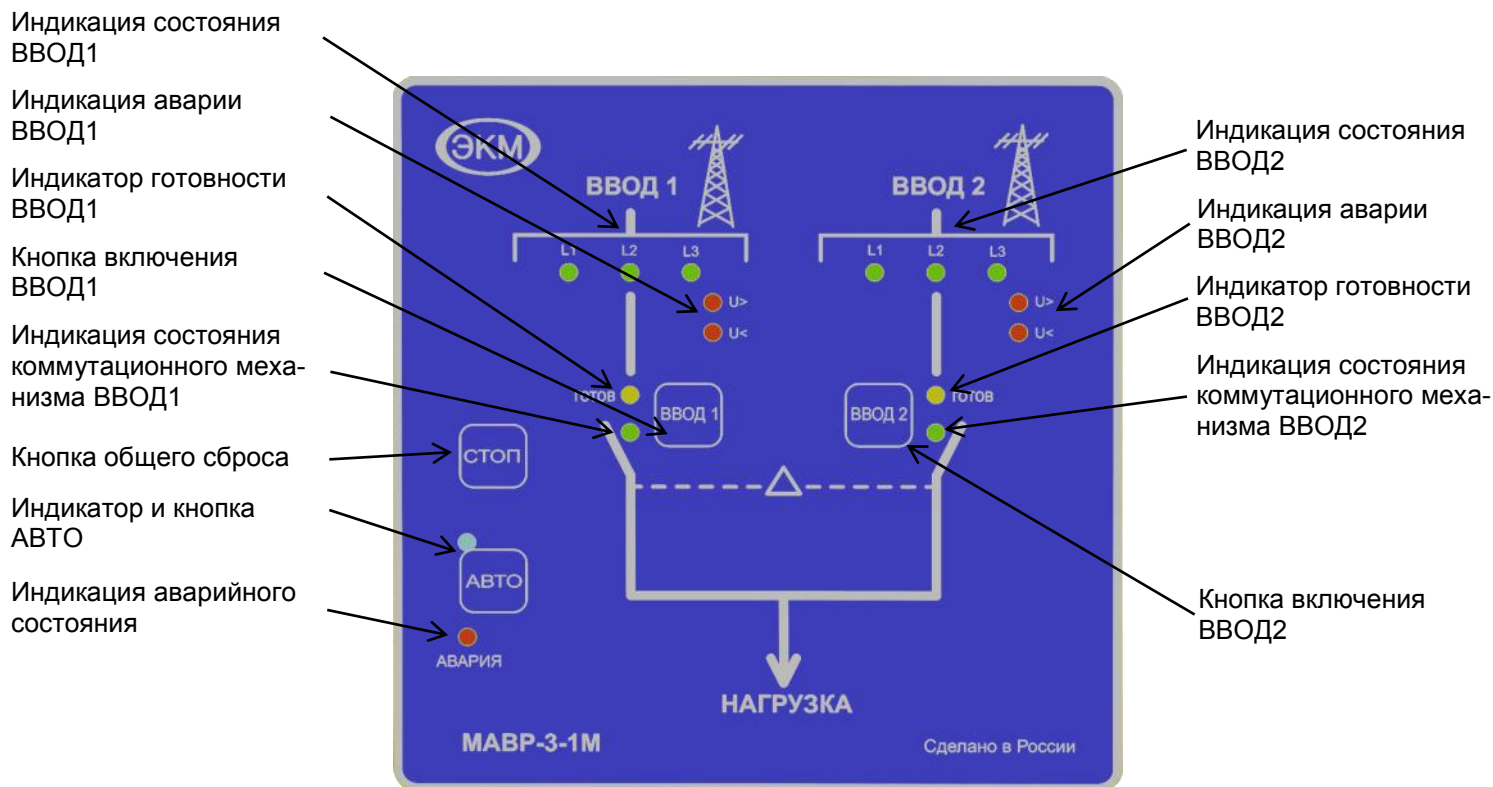 Индикация состояния
ВВОД1
Индикация аварии
ВВОД1
Индикатор готовности
ВВОД1
Кнопка включения
ВВОД1
Индикация состояния
коммутационного меха-
низма ВВОД1
Кнопка общего сброса
Индикатор и кнопка
АВТО
Индикация аварийного
состояния
ЭКМ
ВВОД 1
ВВОД 2
L1 L2 L3
L1 L2 L3
U>
U<
U>
U<
ГОТОВ
ВВОД 1
ВВОД 2
ГОТОВ
СТОП
АВТО
АВАРИЯ
НАГРУЗКА
МАВР-3-1М
Сделано в России
Индикация состояния
ВВОД2
Индикация аварии
ВВОД2
Индикатор готовности
ВВОД2
Индикация состояния
коммутационного меха-
низма ВВОД2
Кнопка включения
ВВОД2